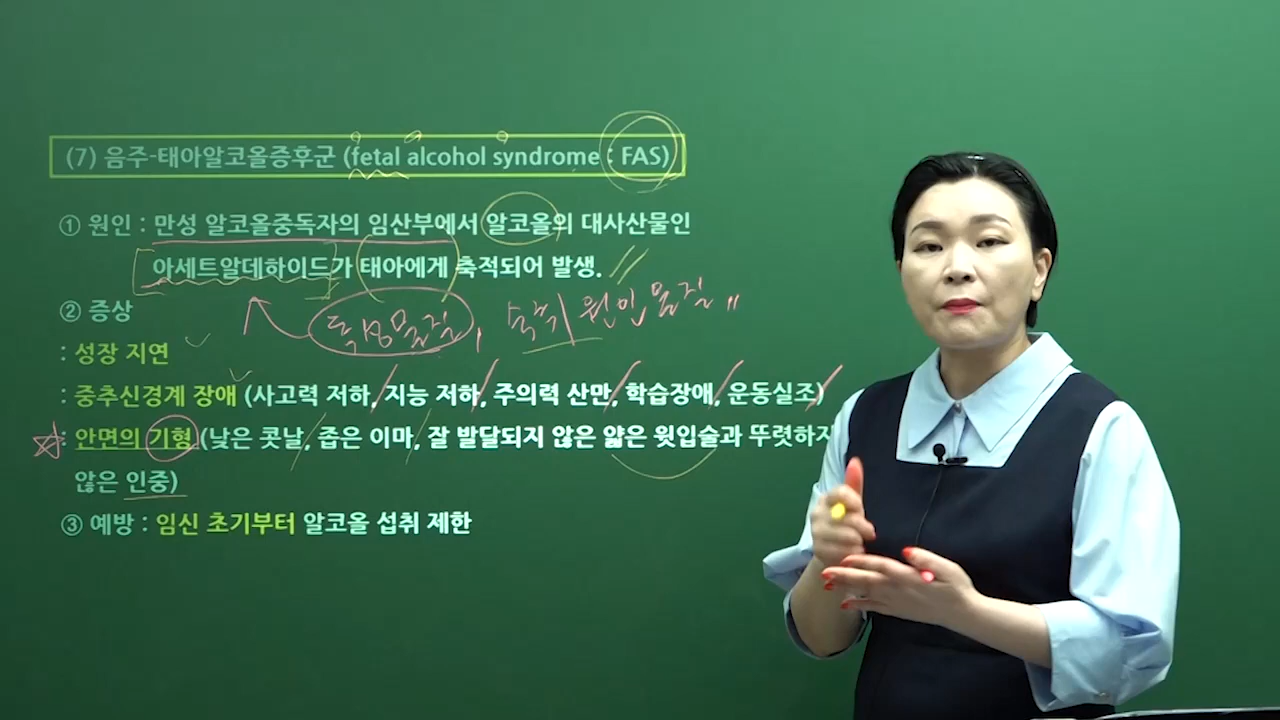 (7) 음주-태아알코올증후군 (fetal alcohol syndrome : FAS)
① 원인 : 만성 알코올중독자의 임산부에서 알코올의 대사산물인
아세트알데하이드가 태아에게 축적되어 발생.
독성물질, 숙취 원인물질
② 증상
: 성장 지연
: 중추신경계 장애 (사고력 저하, 지능 저하, 주의력 산만, 학습장애, 운동실조)
: 안면의 기형 (낮은 콧날, 좁은 이마, 잘 발달되지 않은 얇은 윗입술과 뚜렷하지
않은 인중)
③ 예방 : 임신 초기부터 알코올 섭취 제한